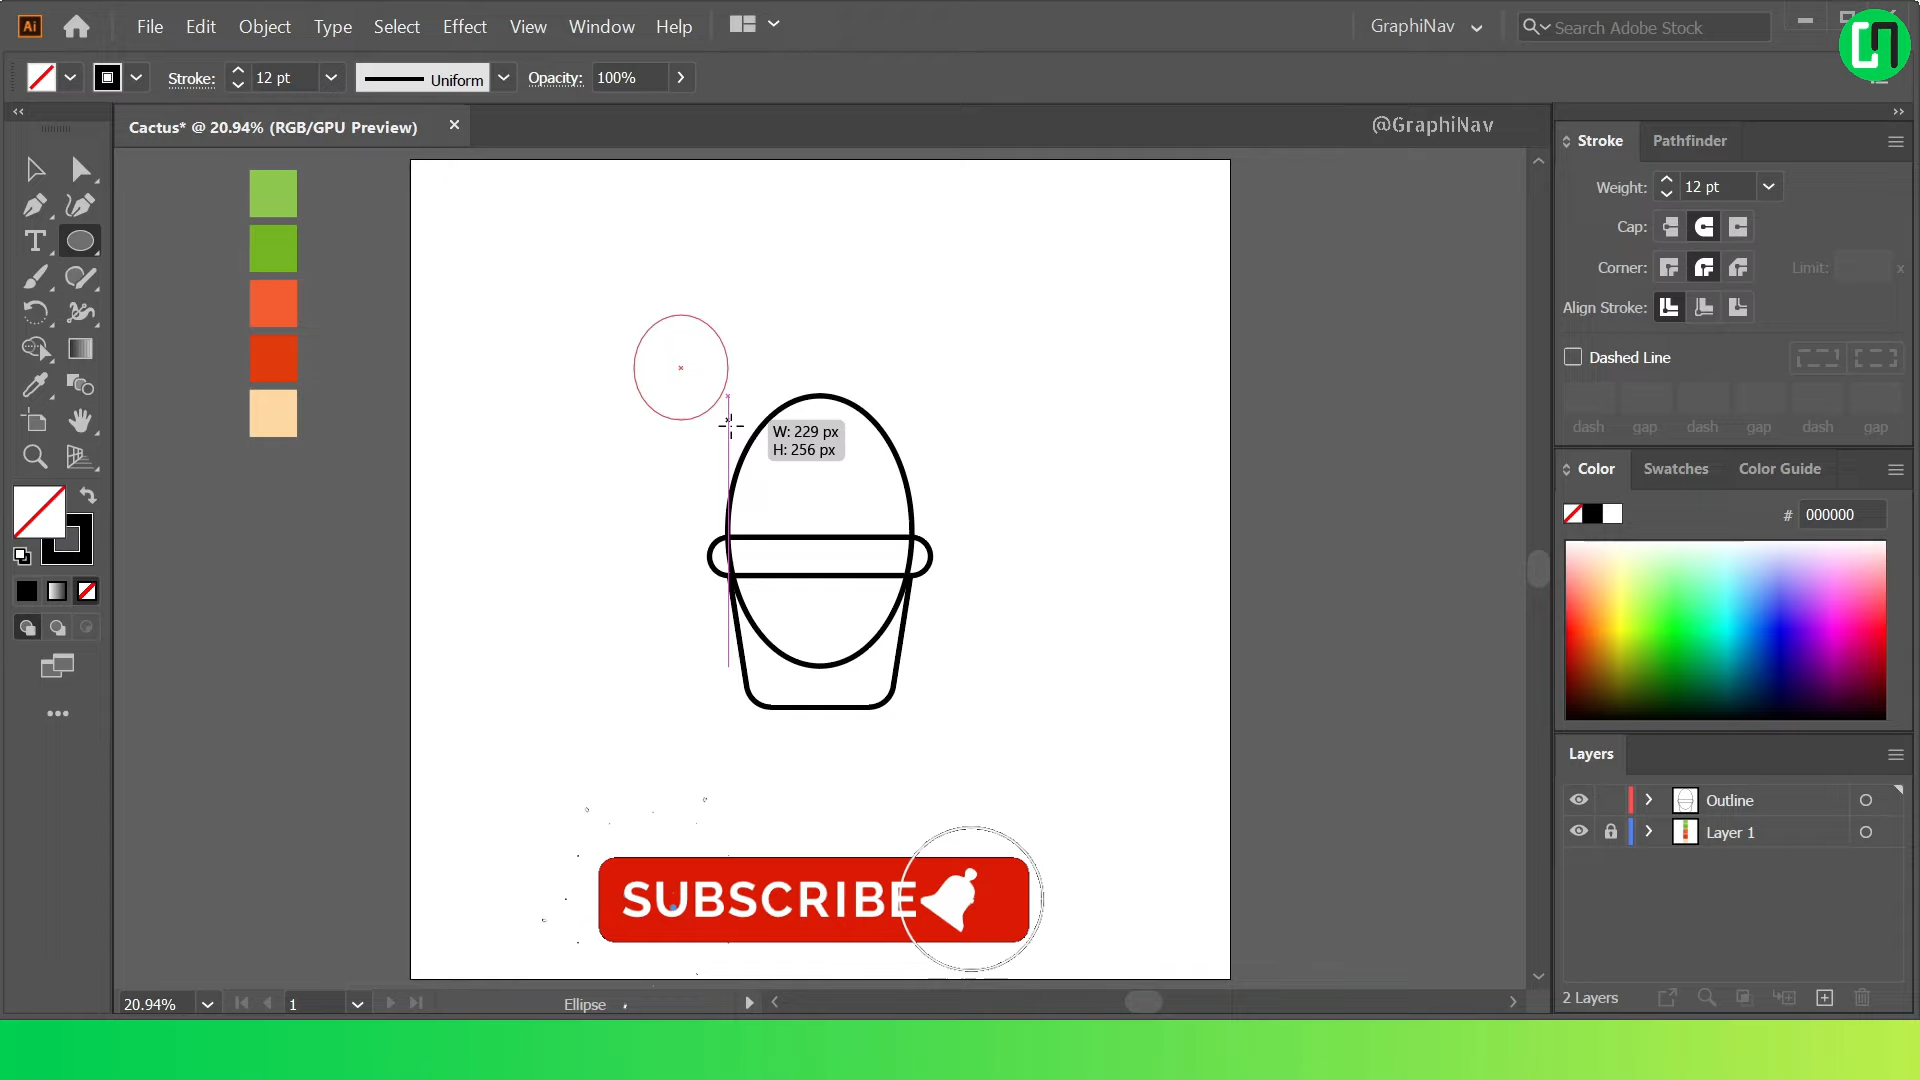 Ai File Edit Object Type Select Effect View Window Help GraphiNav Search Adobe Stock
Stroke: 12 pt Uniform Opacity: 100%
Cactus* @ 20.94% (RGB/GPU Preview) × @GraphiNav
Stroke Pathfinder
Weight: 12 pt
Cap:
Corner: Limit: x
Align Stroke:
Dashed Line
dash gap dash gap dash gap
W: 229 px
H: 256 px
Color Swatches Color Guide
# 000000
Layers
Outline
Layer 1
SUBSCRIBE
2 Layers
20.94% 1 Ellipse